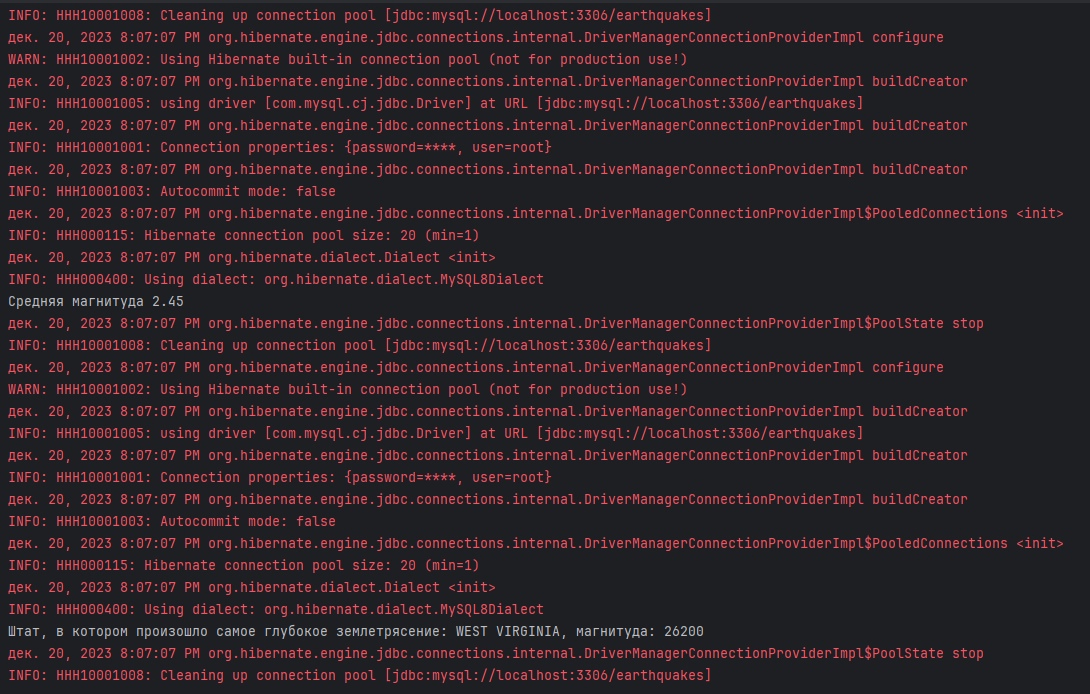 INFO: HHH10001008: Cleaning up connection pool [jdbc:mysql://localhost:3306/earthquakes]
дек. 20, 2023 8:07:07 PM org.hibernate.engine.jdbc.connections.internal.DriverManagerConnectionProviderImpl configure
WARN: HHH10001002: Using Hibernate built-in connection pool (not for production use!)
дек. 20, 2023 8:07:07 PM org.hibernate.engine.jdbc.connections.internal.DriverManagerConnectionProviderImpl buildCreator
INFO: HHH10001005: using driver [com.mysql.cj.jdbc.Driver] at URL [jdbc:mysql://localhost:3306/earthquakes]
дек. 20, 2023 8:07:07 PM org.hibernate.engine.jdbc.connections.internal.DriverManagerConnectionProviderImpl buildCreator
INFO: HHH10001001: Connection properties: {password=****, user=root}
дек. 20, 2023 8:07:07 PM org.hibernate.engine.jdbc.connections.internal.DriverManagerConnectionProviderImpl buildCreator
INFO: HHH10001003: Autocommit mode: false
дек. 20, 2023 8:07:07 PM org.hibernate.engine.jdbc.connections.internal.DriverManagerConnectionProviderImpl$PooledConnections <init>
INFO: HHH000115: Hibernate connection pool size: 20 (min=1)
дек. 20, 2023 8:07:07 PM org.hibernate.dialect.Dialect <init>
INFO: HHH000400: Using dialect: org.hibernate.dialect.MySQL8Dialect
Средняя магнитуда 2.45
дек. 20, 2023 8:07:07 PM org.hibernate.engine.jdbc.connections.internal.DriverManagerConnectionProviderImpl$PoolState stop
INFO: HHH10001008: Cleaning up connection pool [jdbc:mysql://localhost:3306/earthquakes]
дек. 20, 2023 8:07:07 PM org.hibernate.engine.jdbc.connections.internal.DriverManagerConnectionProviderImpl configure
WARN: HHH10001002: Using Hibernate built-in connection pool (not for production use!)
дек. 20, 2023 8:07:07 PM org.hibernate.engine.jdbc.connections.internal.DriverManagerConnectionProviderImpl buildCreator
INFO: HHH10001005: using driver [com.mysql.cj.jdbc.Driver] at URL [jdbc:mysql://localhost:3306/earthquakes]
дек. 20, 2023 8:07:07 PM org.hibernate.engine.jdbc.connections.internal.DriverManagerConnectionProviderImpl buildCreator
INFO: HHH10001001: Connection properties: {password=****, user=root}
дек. 20, 2023 8:07:07 PM org.hibernate.engine.jdbc.connections.internal.DriverManagerConnectionProviderImpl buildCreator
INFO: HHH10001003: Autocommit mode: false
дек. 20, 2023 8:07:07 PM org.hibernate.engine.jdbc.connections.internal.DriverManagerConnectionProviderImpl$PooledConnections <init>
INFO: HHH000115: Hibernate connection pool size: 20 (min=1)
дек. 20, 2023 8:07:07 PM org.hibernate.dialect.Dialect <init>
INFO: HHH000400: Using dialect: org.hibernate.dialect.MySQL8Dialect
Штат, в котором произошло самое глубокое землетрясение: WEST VIRGINIA, магнитуда: 26200
дек. 20, 2023 8:07:07 PM org.hibernate.engine.jdbc.connections.internal.DriverManagerConnectionProviderImpl$PoolState stop
INFO: HHH10001008: Cleaning up connection pool [jdbc:mysql://localhost:3306/earthquakes]